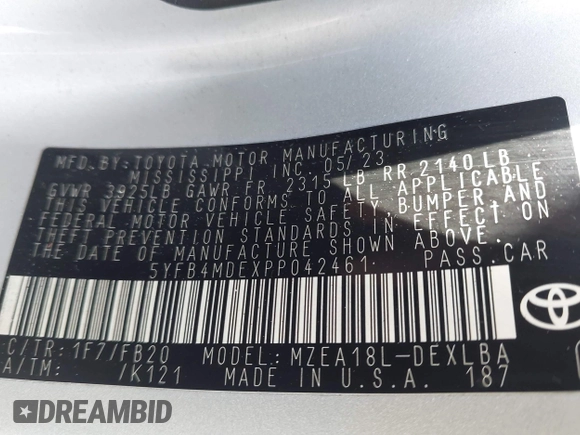 MFD. BY: TOYOTA MOTOR MANUFACTURING
MISSISSIPPI INC. 05/23
GVWR 3925LB GAWR FR 2315 LB RR 2140 LB
THIS VEHICLE CONFORMS TO ALL APPLICABLE
FEDERAL MOTOR VEHICLE SAFETY, BUMPER, AND
THEFT PREVENTION STANDARDS IN EFFECT ON
THE DATE OF MANUFACTURE SHOWN ABOVE.
5YFB4MDEXPP042461 PASS.CAR
C/TR: 1F7/FB20 MODEL: MZEA18L-DEXLBA
A/TM: /K121 MADE IN U.S.A. 187
TOYOTA
DREAMBID